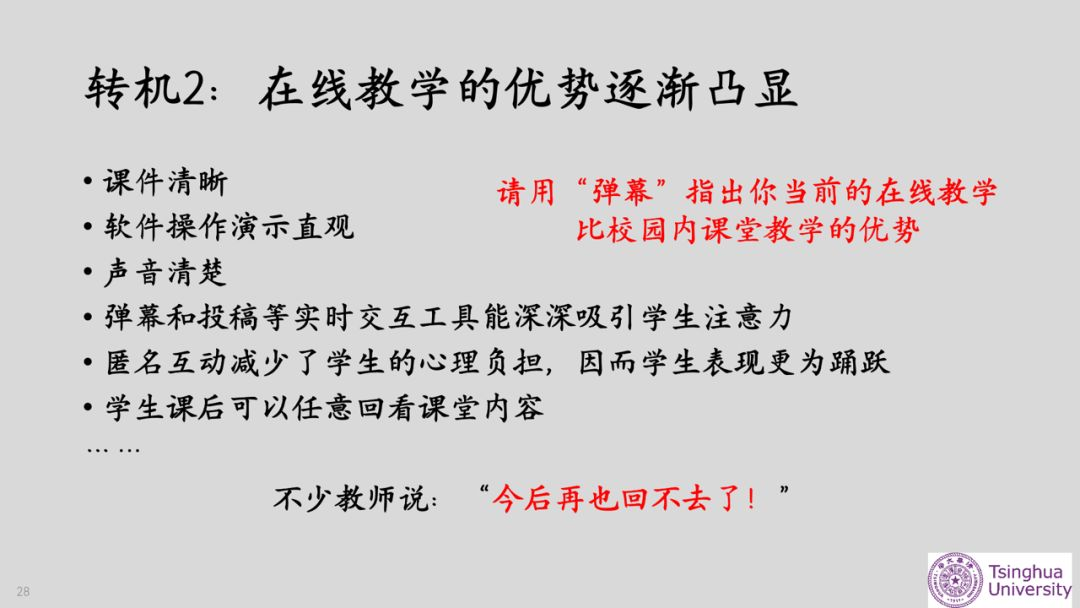 转机2： 在线教学的优势逐渐凸显
• 课件清晰
• 软件操作演示直观
• 声音清楚
• 弹幕和投稿等实时交互工具能深深吸引学生注意力
• 匿名互动减少了学生的心理负担，因而学生表现更为踊跃
• 学生课后可以任意回看课堂内容
… …
请用“弹幕”指出你当前的在线教学
比校园内课堂教学的优势
不少教师说：“今后再也回不去了！”
28
Tsinghua
University